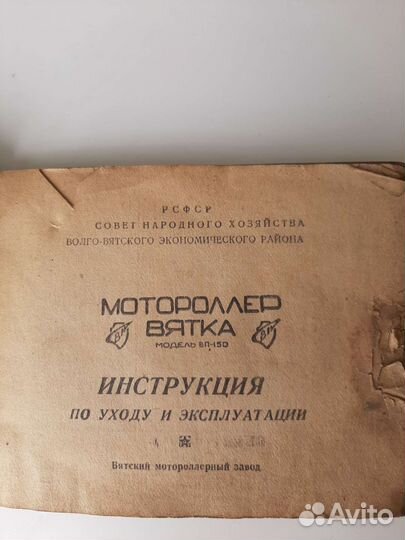 РСФСР
СОВЕТ НАРОДНОГО ХОЗЯЙСТВА
ВОЛГО-ВЯТСКОГО ЭКОНОМИЧЕСКОГО РАЙОНА
МОТОРОЛЛЕР
ВЯТКА
МОДЕЛЬ ВП-150
ИНСТРУКЦИЯ
ПО УХОДУ И ЭКСПЛУАТАЦИИ
Вятский мотороллерный завод
Avito